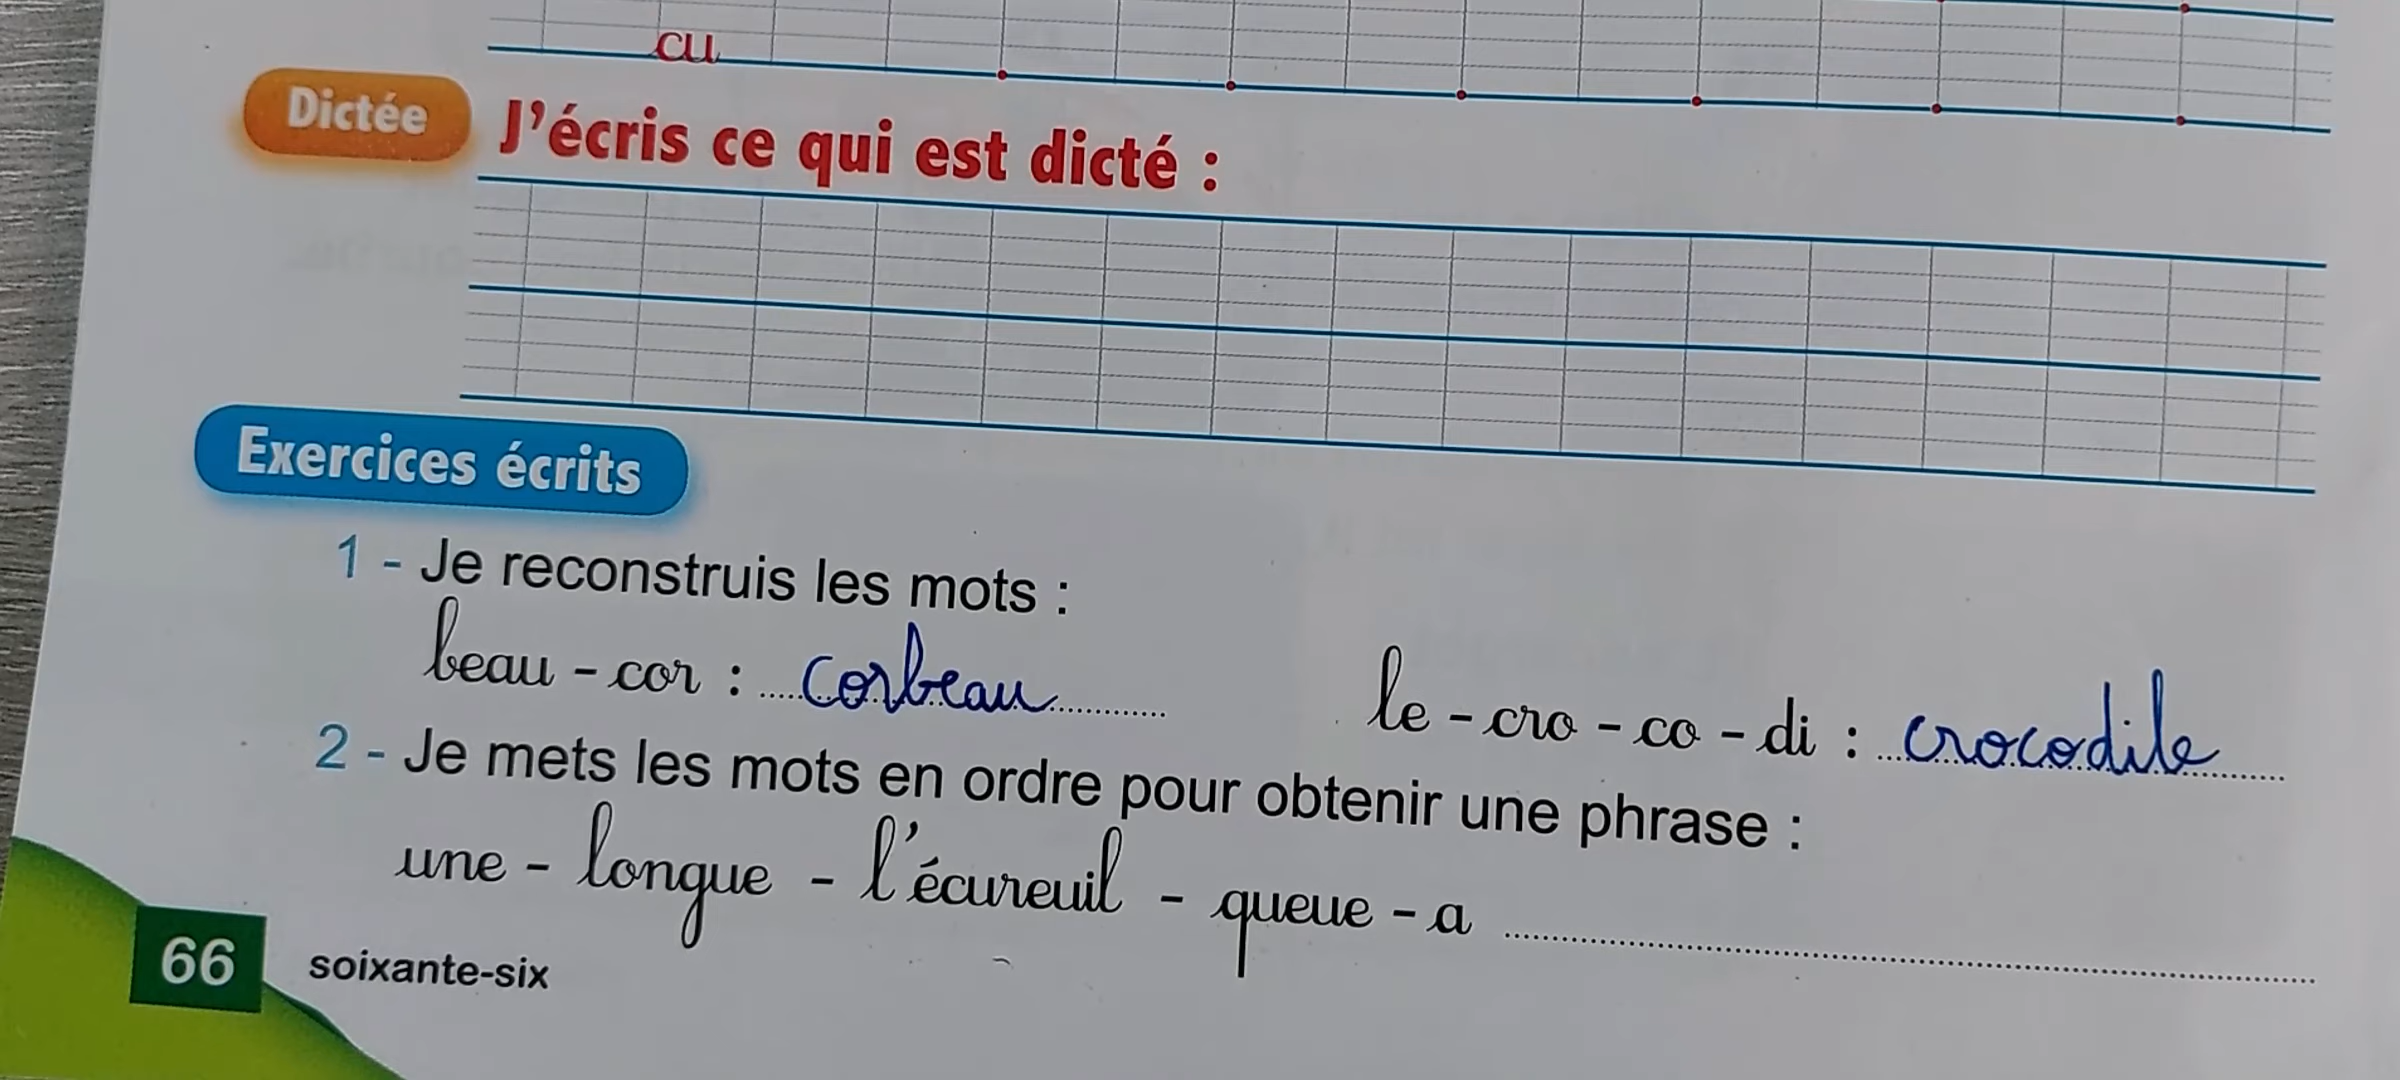 cu
Dictée J'écris ce qui est dicté :
Exercices écrits
1 - Je reconstruis les mots :
beau - cor : corbeau le - cro - co - di : crocodile
2 - Je mets les mots en ordre pour obtenir une phrase :
une - longue - l'écureuil - queue - a
66 soixante-six